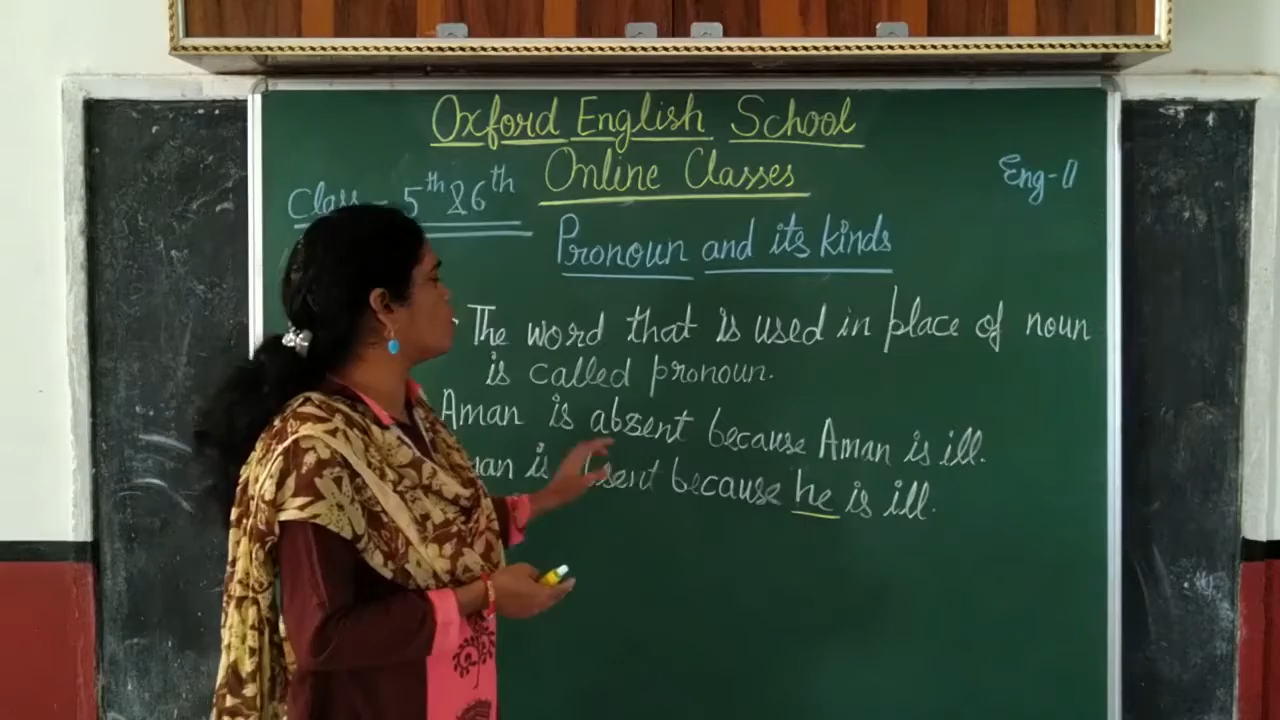 Oxford English School
Online Classes
Eng-II
Class - 5th & 6th
Pronoun and its kinds
The word that is used in place of noun
is called pronoun.
Aman is absent because Aman is ill.
is absent because he is ill.